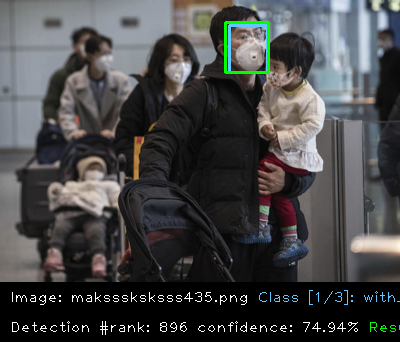 Image: maksssksksss435.png Class [1/3]: with_
Detection #rank: 896 confidence: 74.94% Res